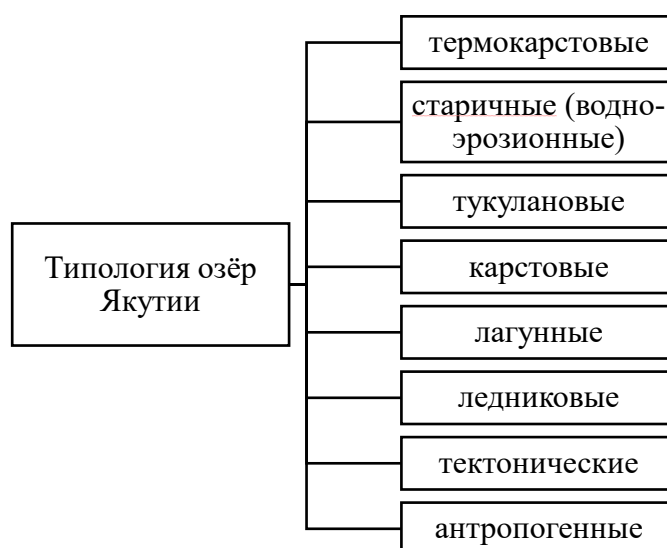 Типология озёр
Якутии
термокарстовые
старичные (водно-
эрозионные)
тукулановые
карстовые
лагунные
ледниковые
тектонические
антропогенные